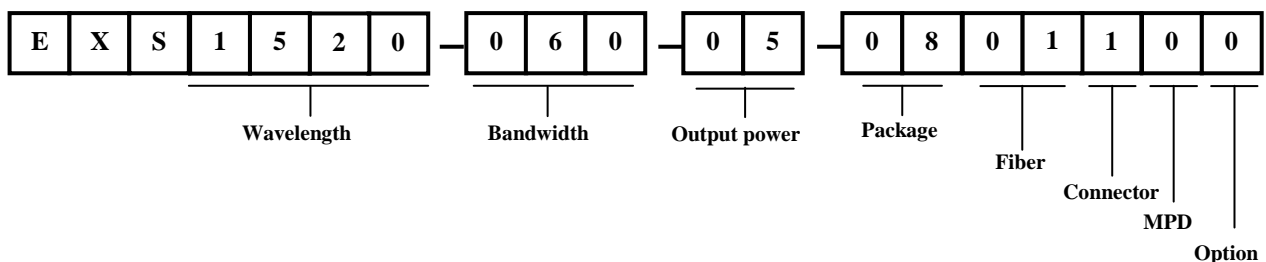 E X S 1 5 2 0 - 0 6 0 - 0 5 - 0 8 0 1 1 0 0
Wavelength Bandwidth Output power Package
Fiber
Connector
MPD
Option